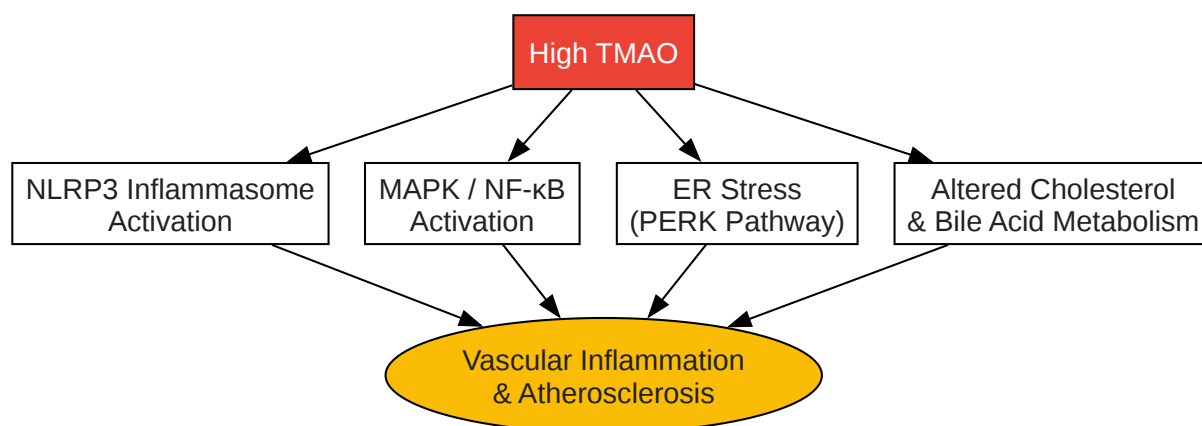 High TMAO
NLRP3 Inflammasome
Activation
MAPK / NF-κB
Activation
ER Stress
(PERK Pathway)
Altered Cholesterol
& Bile Acid Metabolism
Vascular Inflammation
& Atherosclerosis